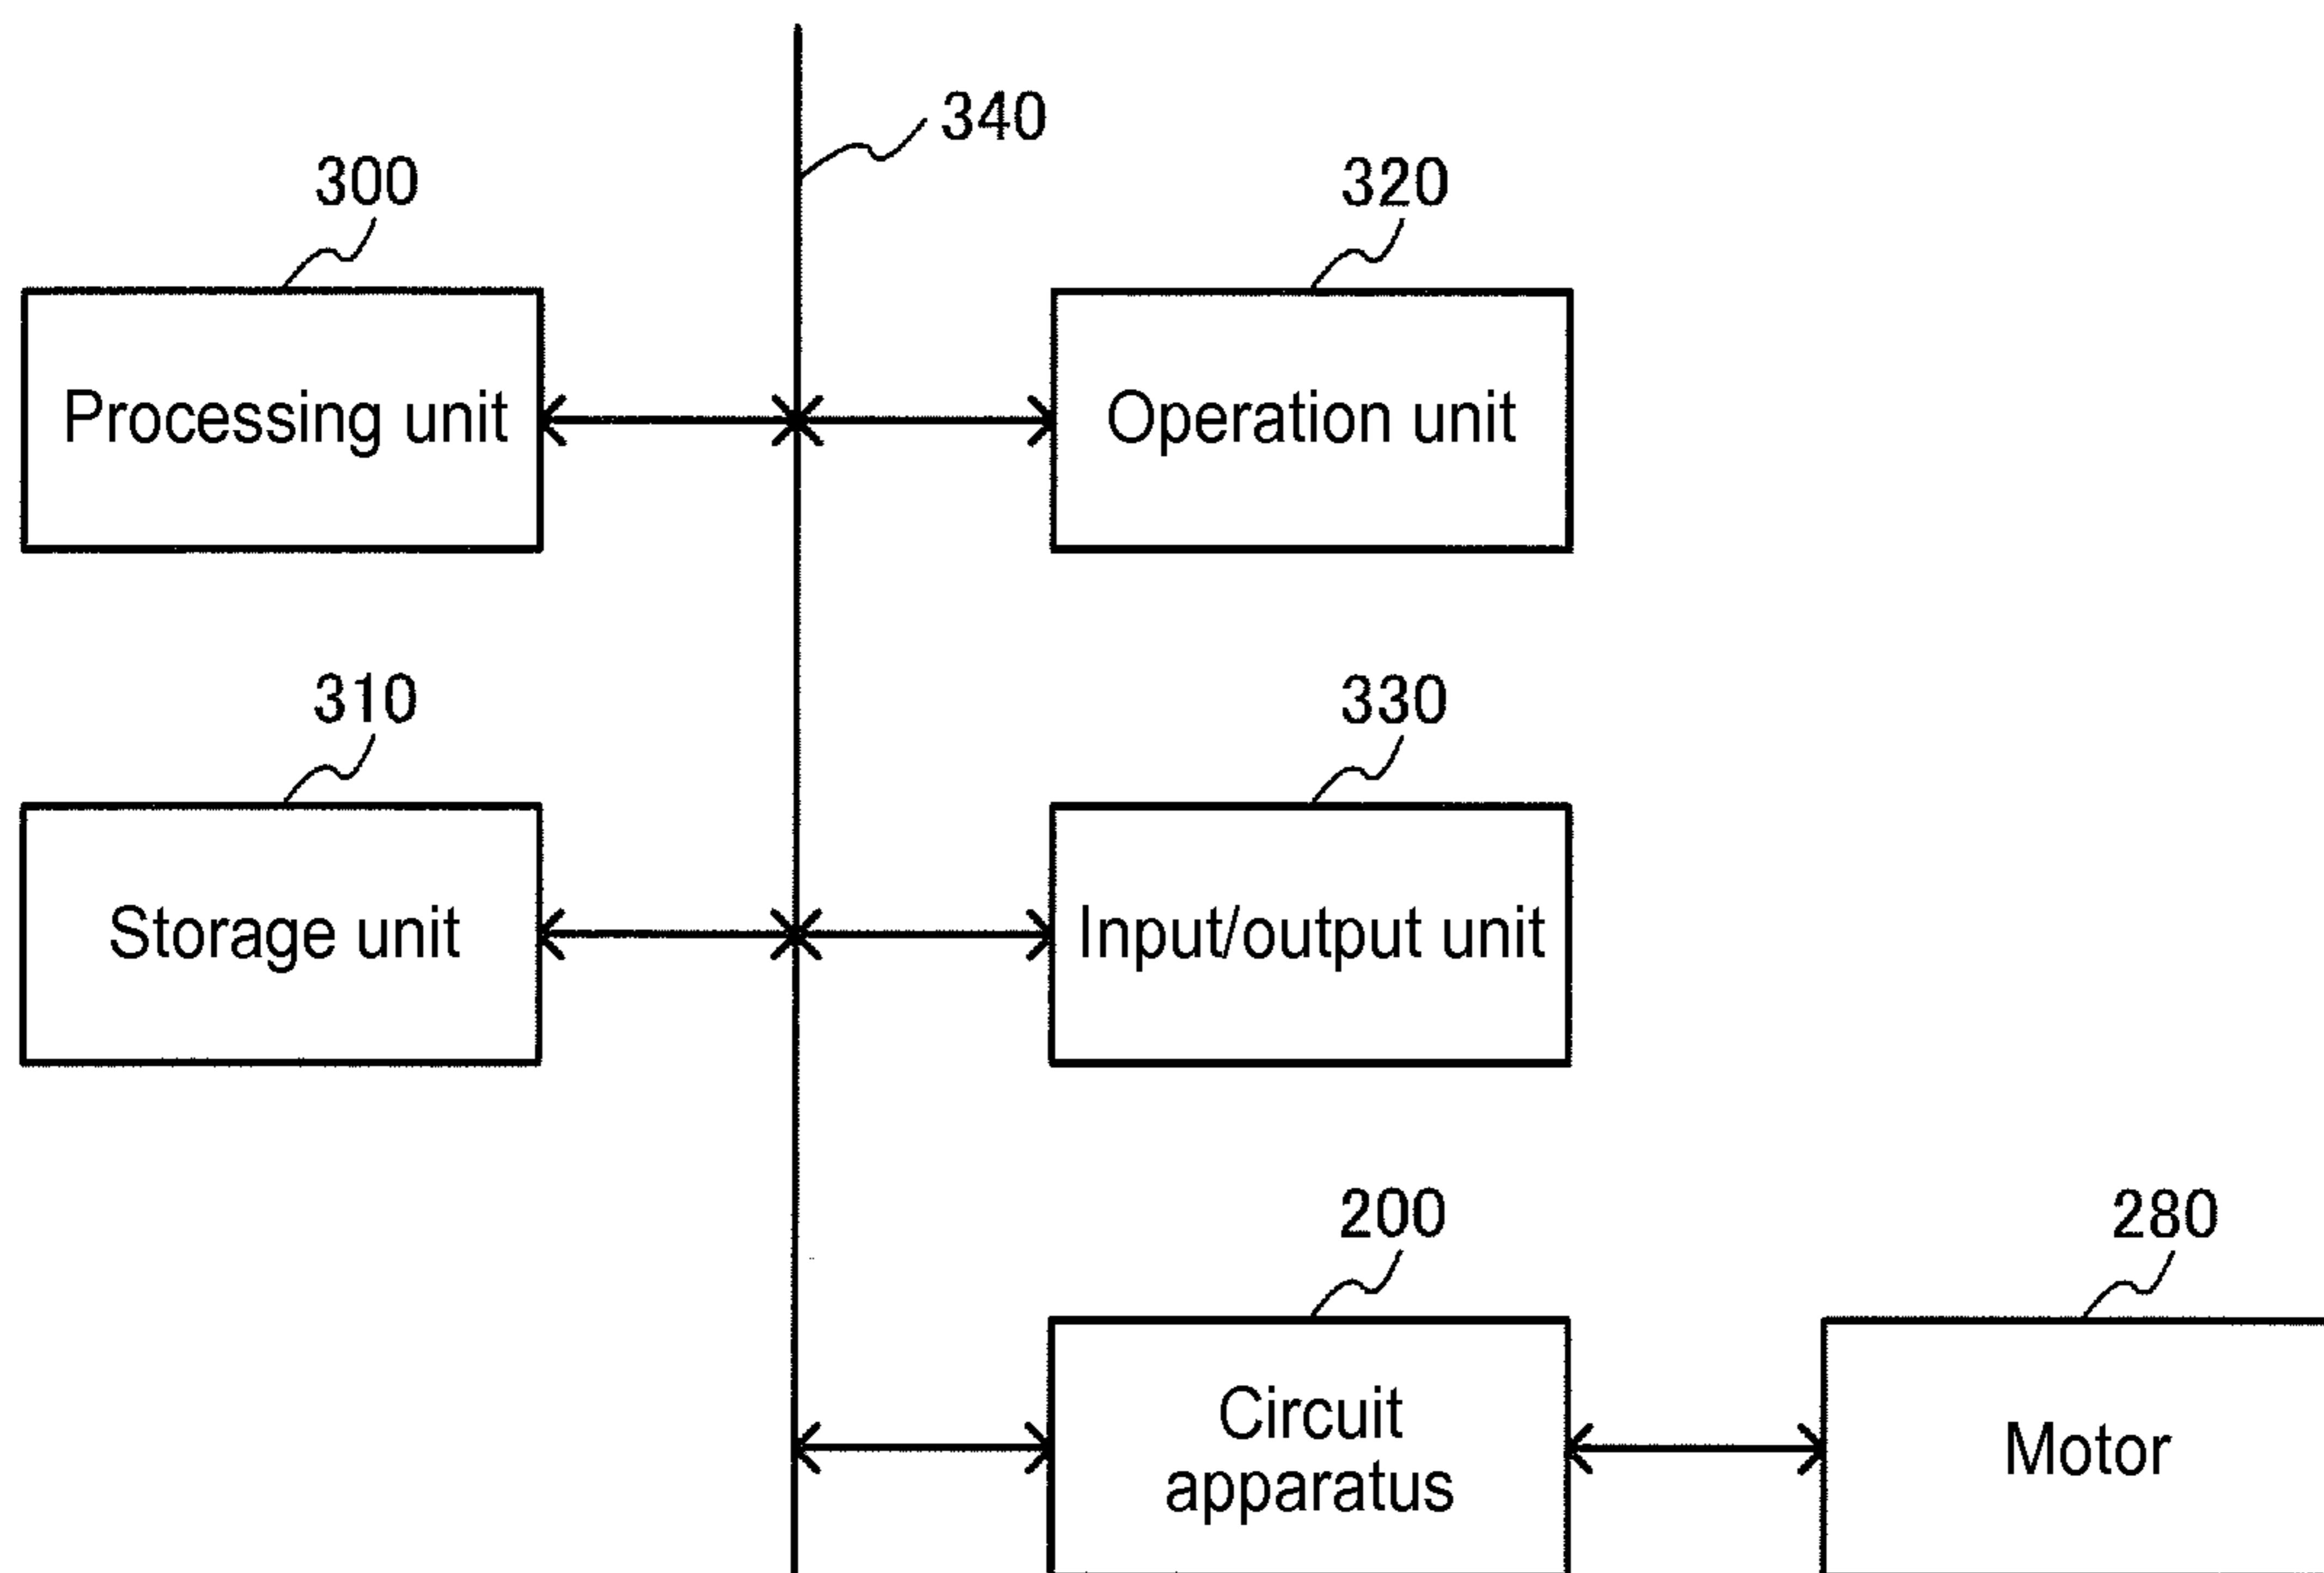 340
300
320
Processing unit
Operation unit
310
330
Storage unit
Input/output unit
200
280
Circuit
apparatus
Motor